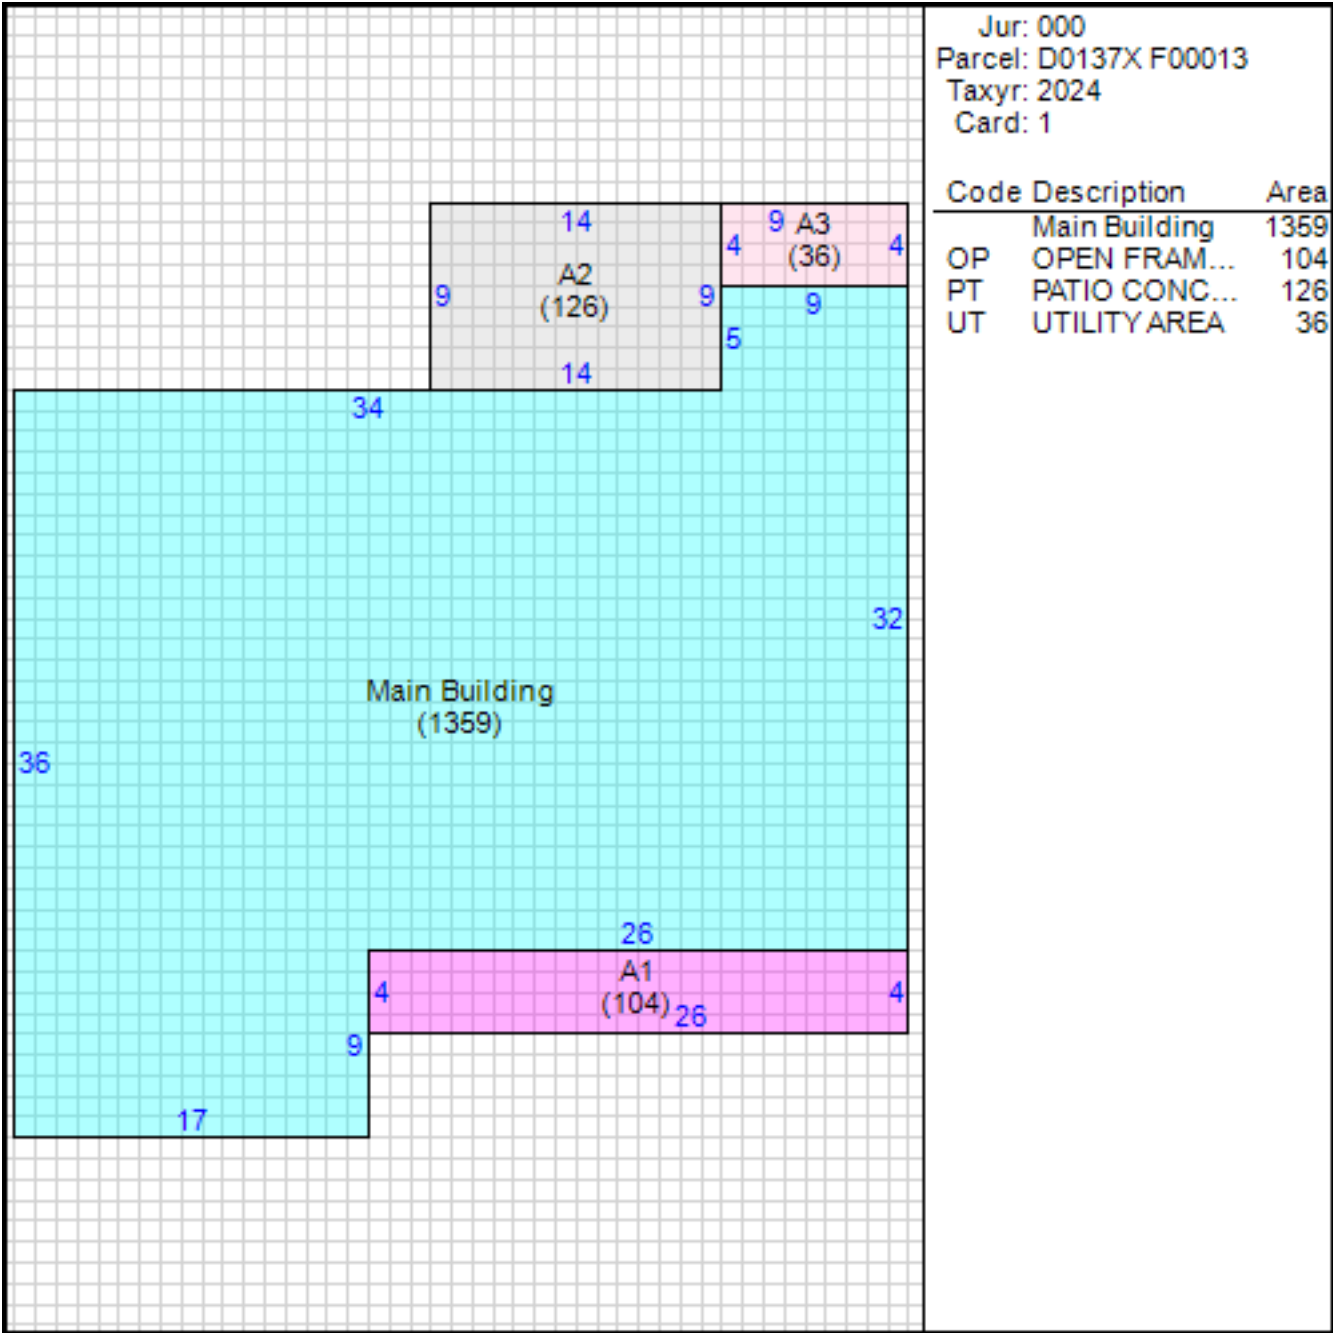 Jur: 000
Parcel: D0137X F00013
Taxyr: 2024
Card: 1
Code Description Area
Main Building 1359
OP OPEN FRAM... 104
PT PATIO CONC... 126
UT UTILITY AREA 36
14
9 A3
4 4
(36)
A2
9 9
(126)
9
5
14
34
32
Main Building
(1359)
36
26
A1
4 4
(104) 26
9
17